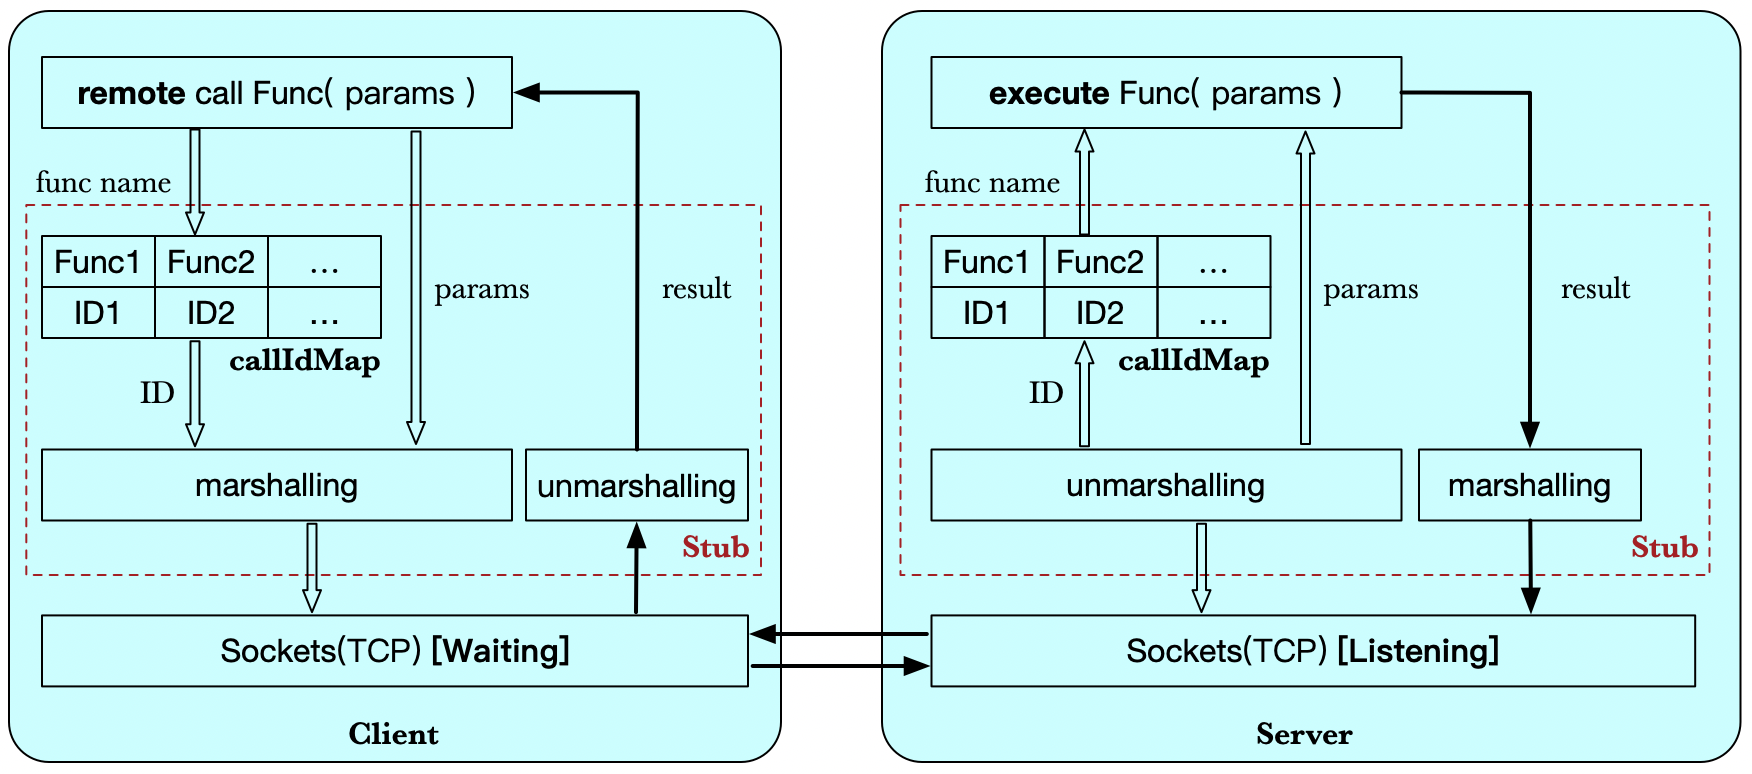 remote call Func( params )
func name
Func1 Func2 ...
ID1 ID2 ...
callIdMap
params
result
ID
marshalling
unmarshalling
Stub
Sockets(TCP) [Waiting]
Client
execute Func( params )
func name
Func1 Func2 ...
ID1 ID2 ...
callIdMap
params
result
ID
unmarshalling
marshalling
Stub
Sockets(TCP) [Listening]
Server